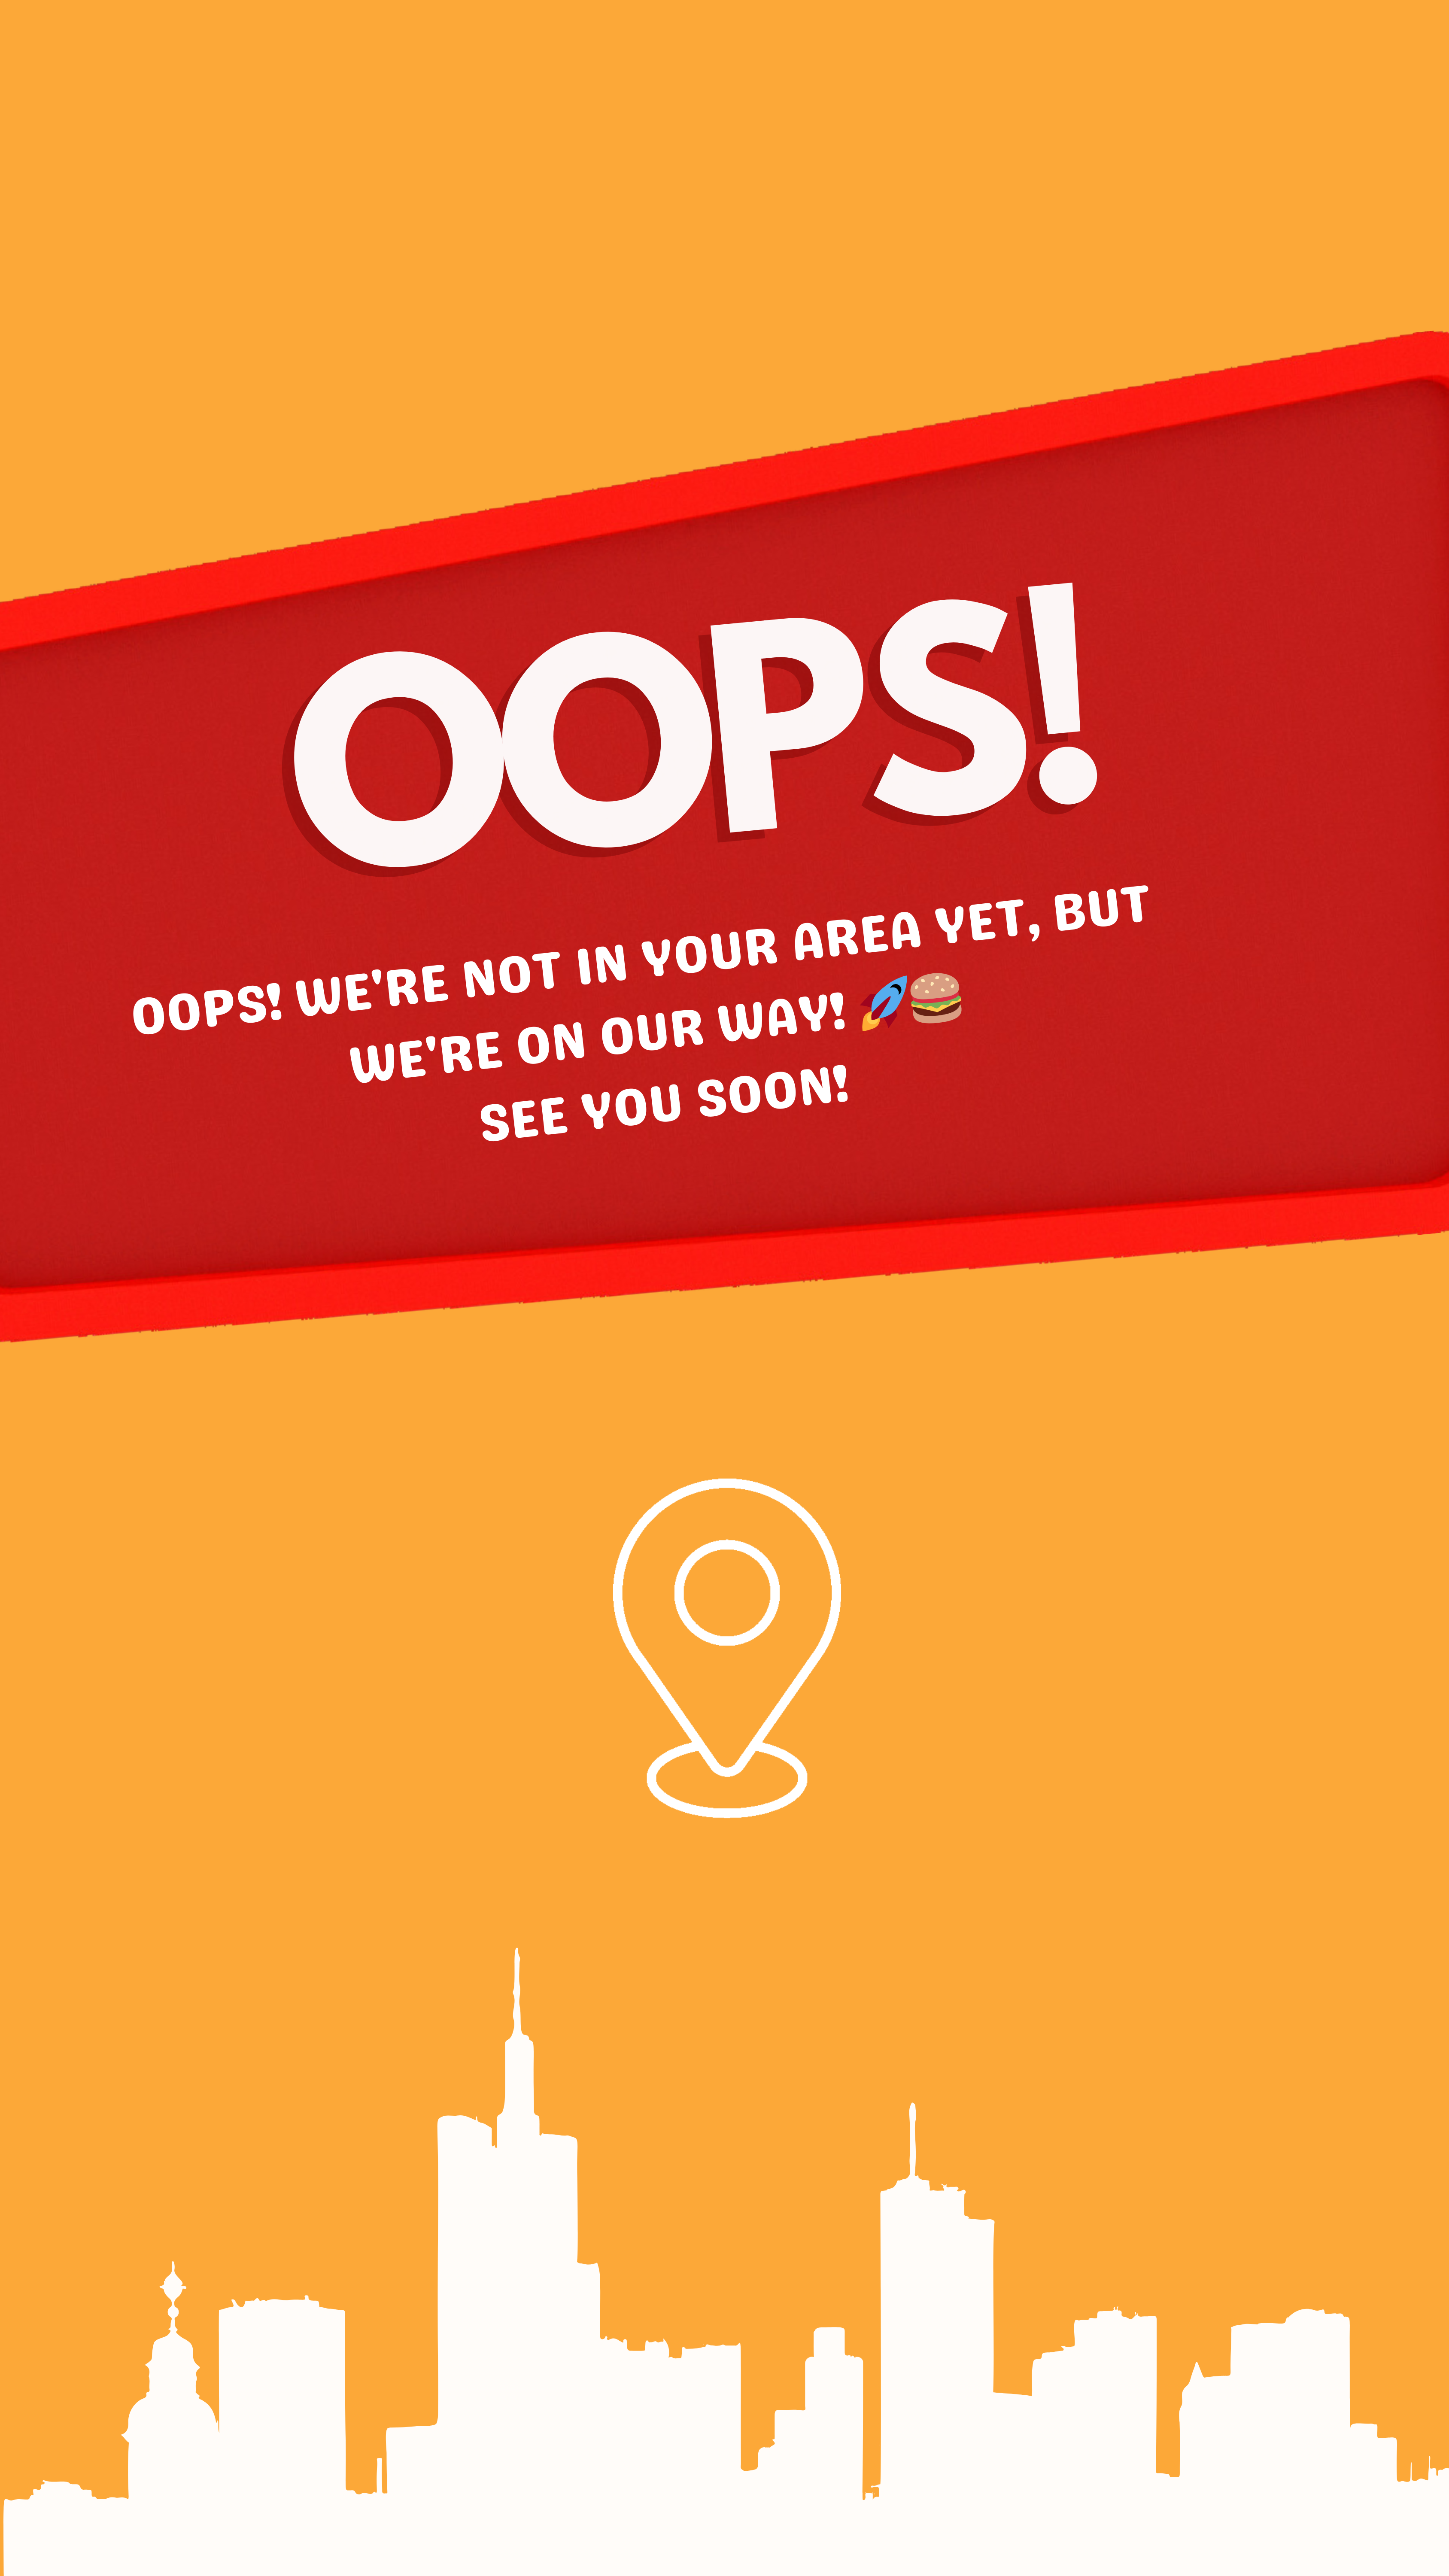 OOPS!
OOPS! WE'RE NOT IN YOUR AREA YET, BUT
WE'RE ON OUR WAY! 🚀🍔
SEE YOU SOON!